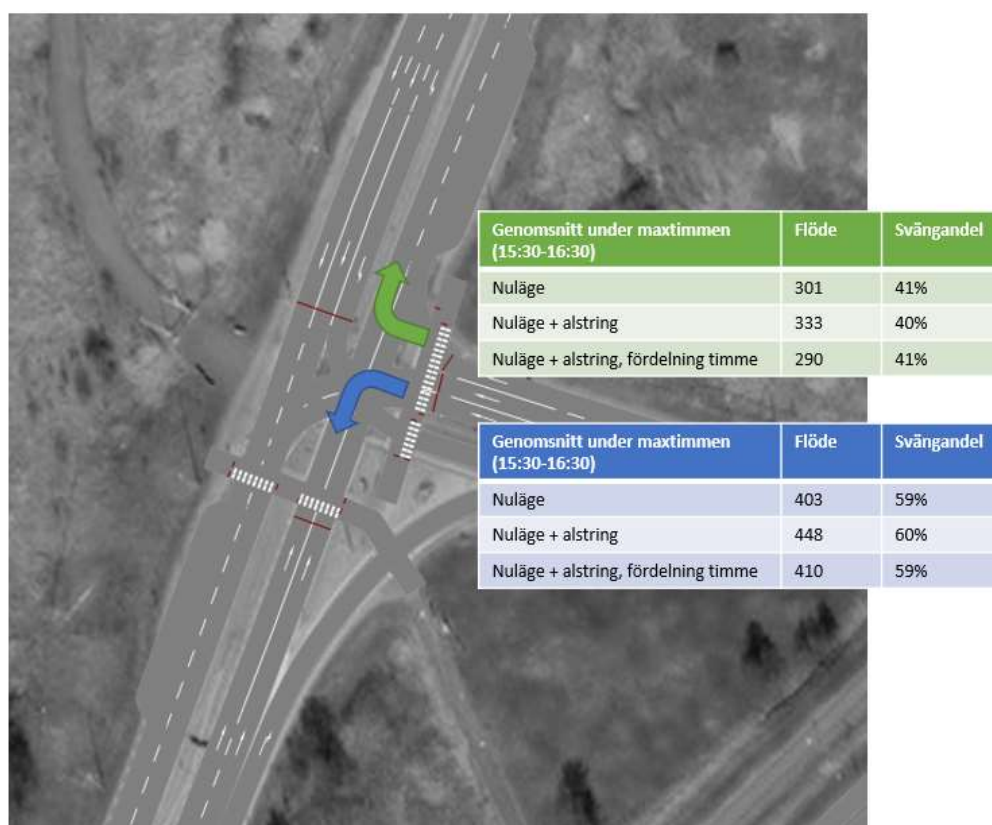 Genomsnitt under maxtimmen Flöde Svängandel
(15:30-16:30)
Nuläge 301 41%
Nuläge + alstring 333 40%
Nuläge + alstring, fördelning timme 290 41%
Genomsnitt under maxtimmen Flöde Svängandel
(15:30-16:30)
Nuläge 403 59%
Nuläge + alstring 448 60%
Nuläge + alstring, fördelning timme 410 59%